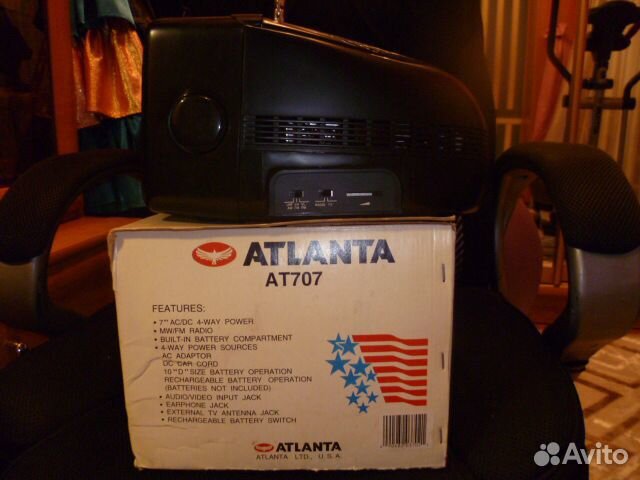 ATLANTA
AT707
FEATURES:
• 7" AC/DC 4-WAY POWER
• MW/FM RADIO
• BUILT-IN BATTERY COMPARTMENT
• 4-WAY POWER SOURCES
AC ADAPTOR
DC CAR CORD
10 "D" SIZE BATTERY OPERATION
RECHARGEABLE BATTERY OPERATION
(BATTERIES NOT INCLUDED)
• AUDIO/VIDEO INPUT JACK
• EARPHONE JACK
• EXTERNAL TV ANTENNA JACK
• RECHARGEABLE BATTERY SWITCH
ATLANTA
ATLANTA LTD., U.S.A.
Avito